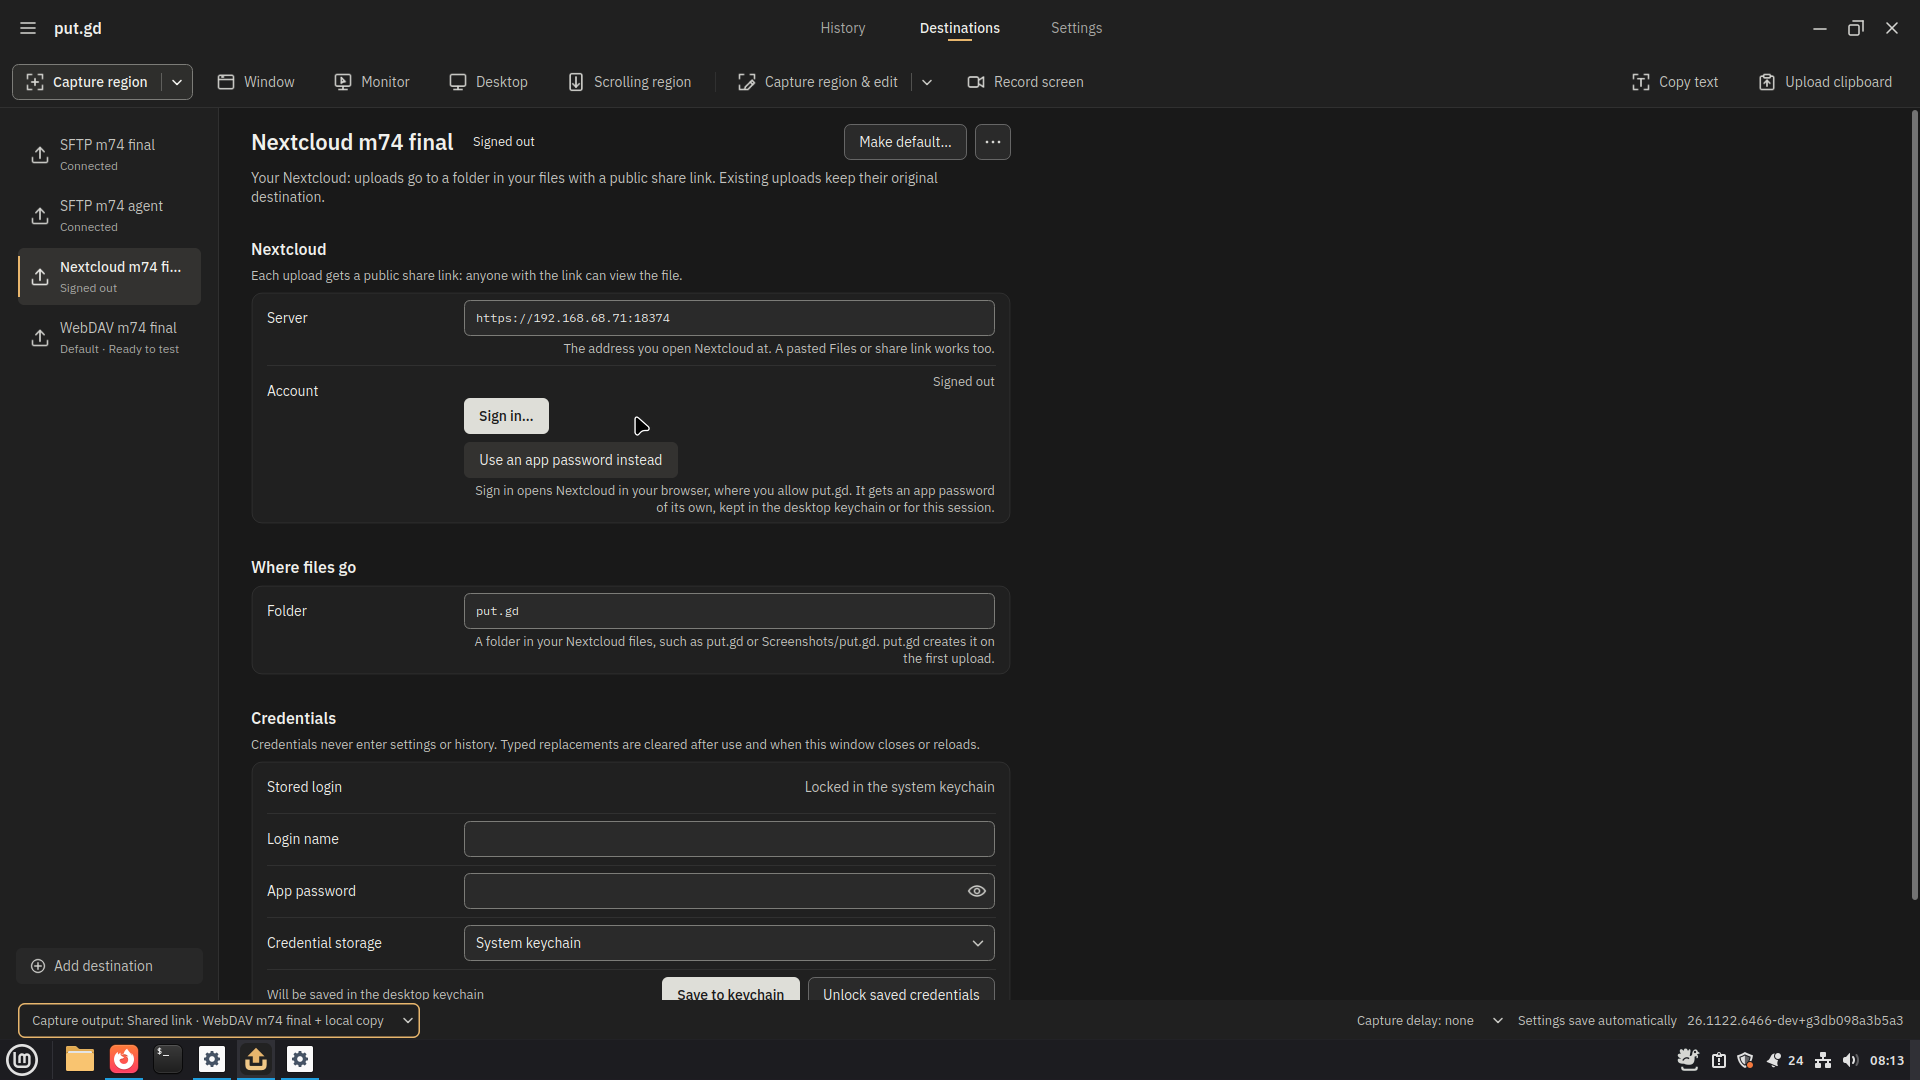 put.gd
History
Destinations
Settings
Capture region
Window
Monitor
Desktop
Scrolling region
Capture region & edit
Record screen
Copy text
Upload clipboard
SFTP m74 final
Connected
SFTP m74 agent
Connected
Nextcloud m74 fi...
Signed out
WebDAV m74 final
Default · Ready to test
Add destination
Nextcloud m74 final
Signed out
Make default...
Your Nextcloud: uploads go to a folder in your files with a public share link. Existing uploads keep their original
destination.
Nextcloud
Each upload gets a public share link: anyone with the link can view the file.
Server
https://192.168.68.71:18374
The address you open Nextcloud at. A pasted Files or share link works too.
Account
Signed out
Sign in...
Use an app password instead
Sign in opens Nextcloud in your browser, where you allow put.gd. It gets an app password
of its own, kept in the desktop keychain or for this session.
Where files go
Folder
put.gd
A folder in your Nextcloud files, such as put.gd or Screenshots/put.gd. put.gd creates it on
the first upload.
Credentials
Credentials never enter settings or history. Typed replacements are cleared after use and when this window closes or reloads.
Stored login
Locked in the system keychain
Login name
App password
Credential storage
System keychain
Will be saved in the desktop keychain
Save to keychain
Unlock saved credentials
Capture output: Shared link · WebDAV m74 final + local copy
Capture delay: none
Settings save automatically
26.1122.6466-dev+g3db098a3b5a3
24
08:13